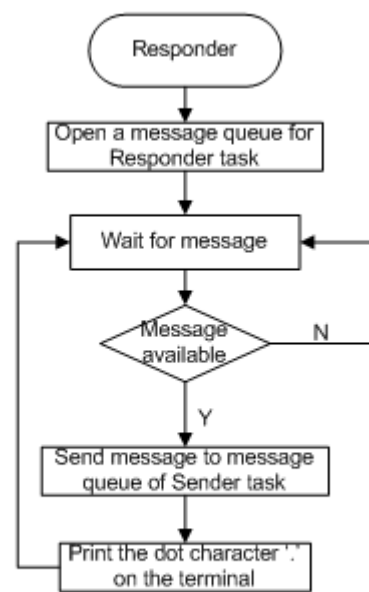 Responder
Open a message queue for
Responder task
Wait for message
Message
available
N
Y
Send message to message
queue of Sender task
Print the dot character '.'
on the terminal